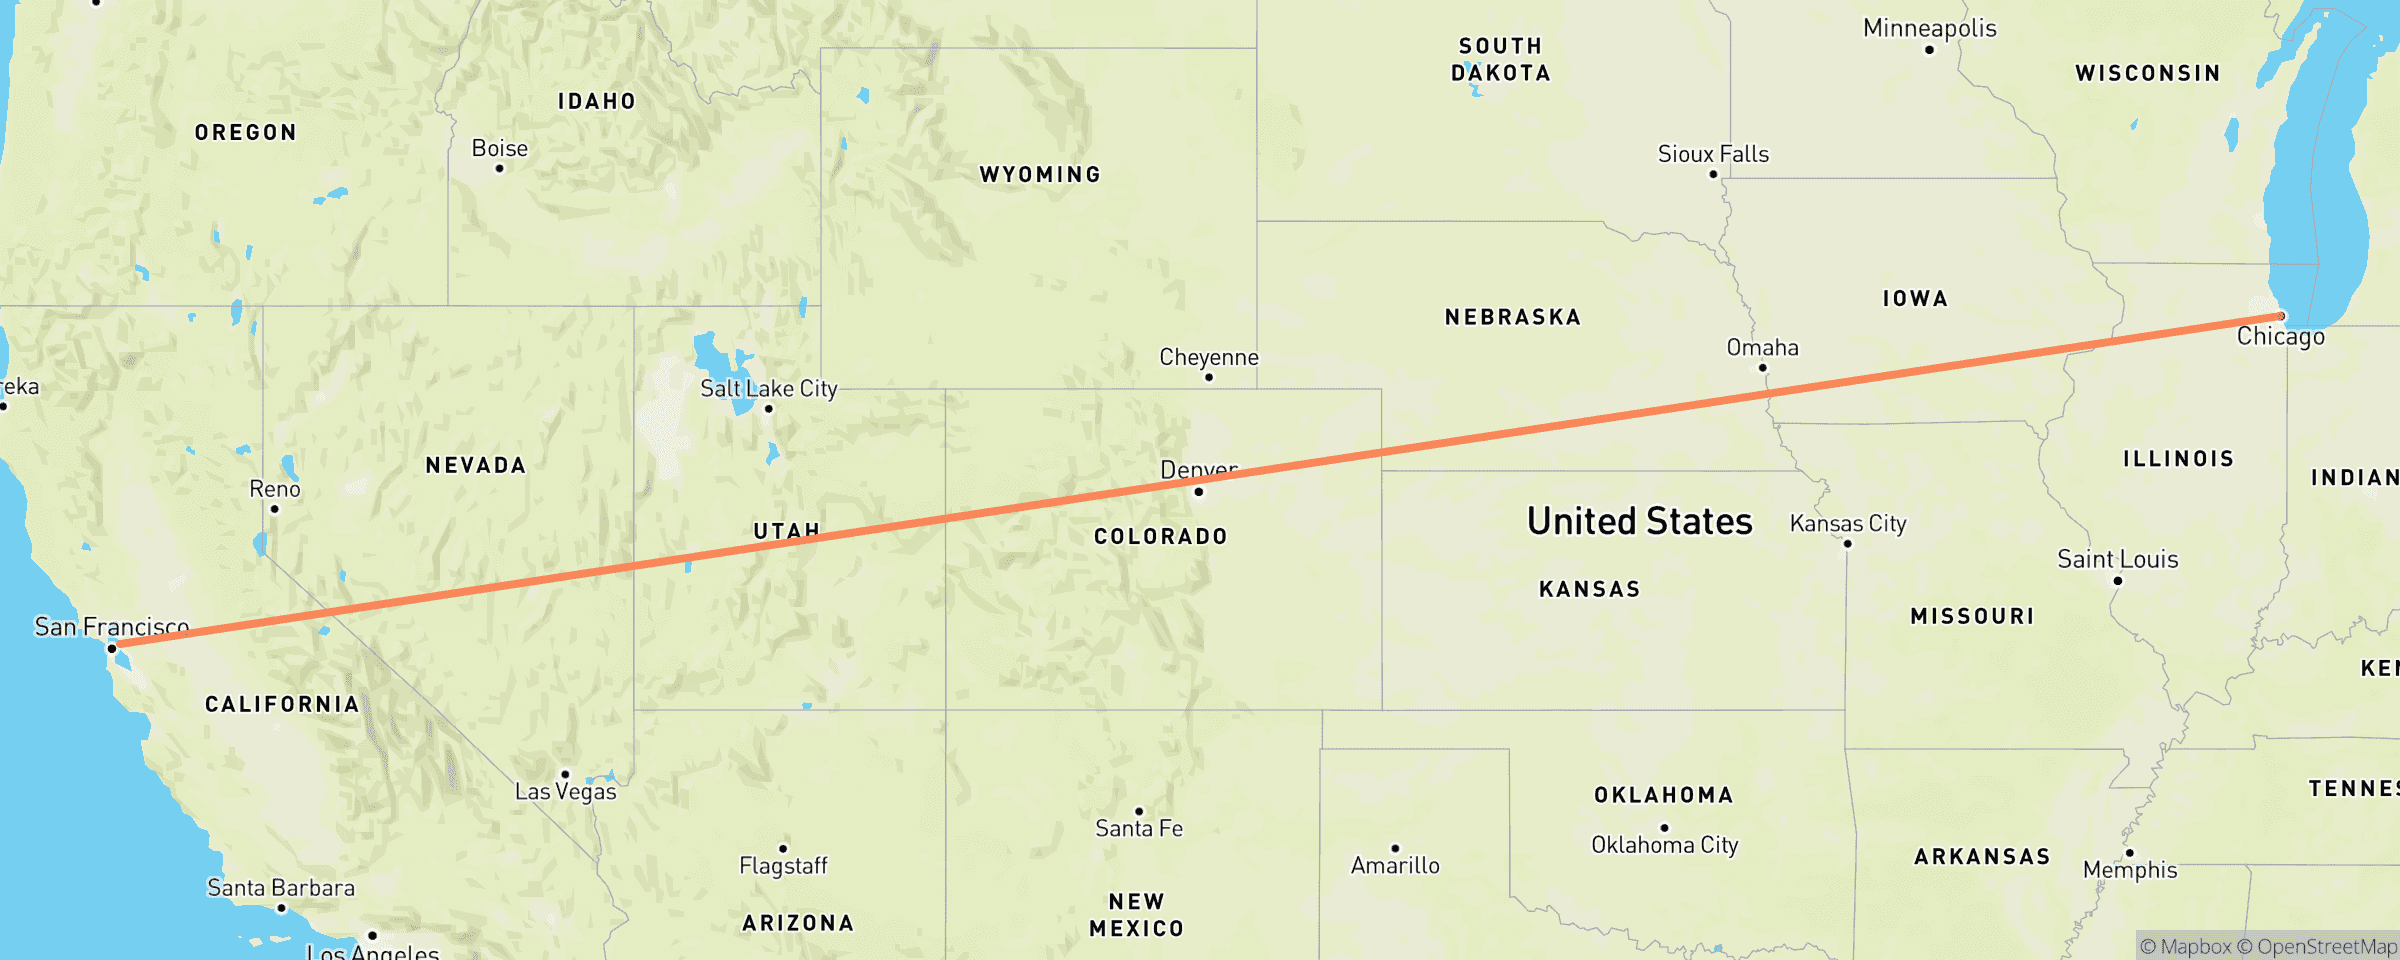 Minneapolis
SOUTH
DAKOTA
WISCONSIN
IDAHO
OREGON
Boise
Sioux Falls
WYOMING
IOWA
NEBRASKA
Chicago
Omaha
Cheyenne
reka
Salt Lake City
ILLINOIS
NEVADA
Denver
INDIAN
Reno
United States
Kansas City
UTAH
COLORADO
Saint Louis
KANSAS
MISSOURI
San Francisco
KEN
CALIFORNIA
TENNES
Las Vegas
OKLAHOMA
Santa Fe
Oklahoma City
ARKANSAS
Flagstaff
Amarillo
Memphis
Santa Barbara
NEW
MEXICO
ARIZONA
Los Angeles
© Mapbox © OpenStreetMap